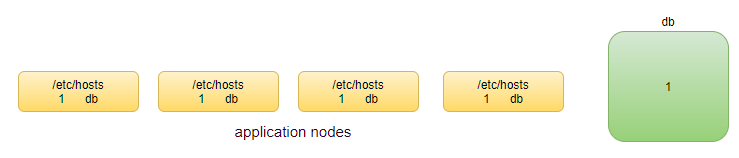 db
/etc/hosts
1 db
/etc/hosts
1 db
/etc/hosts
1 db
/etc/hosts
1 db
1
application nodes